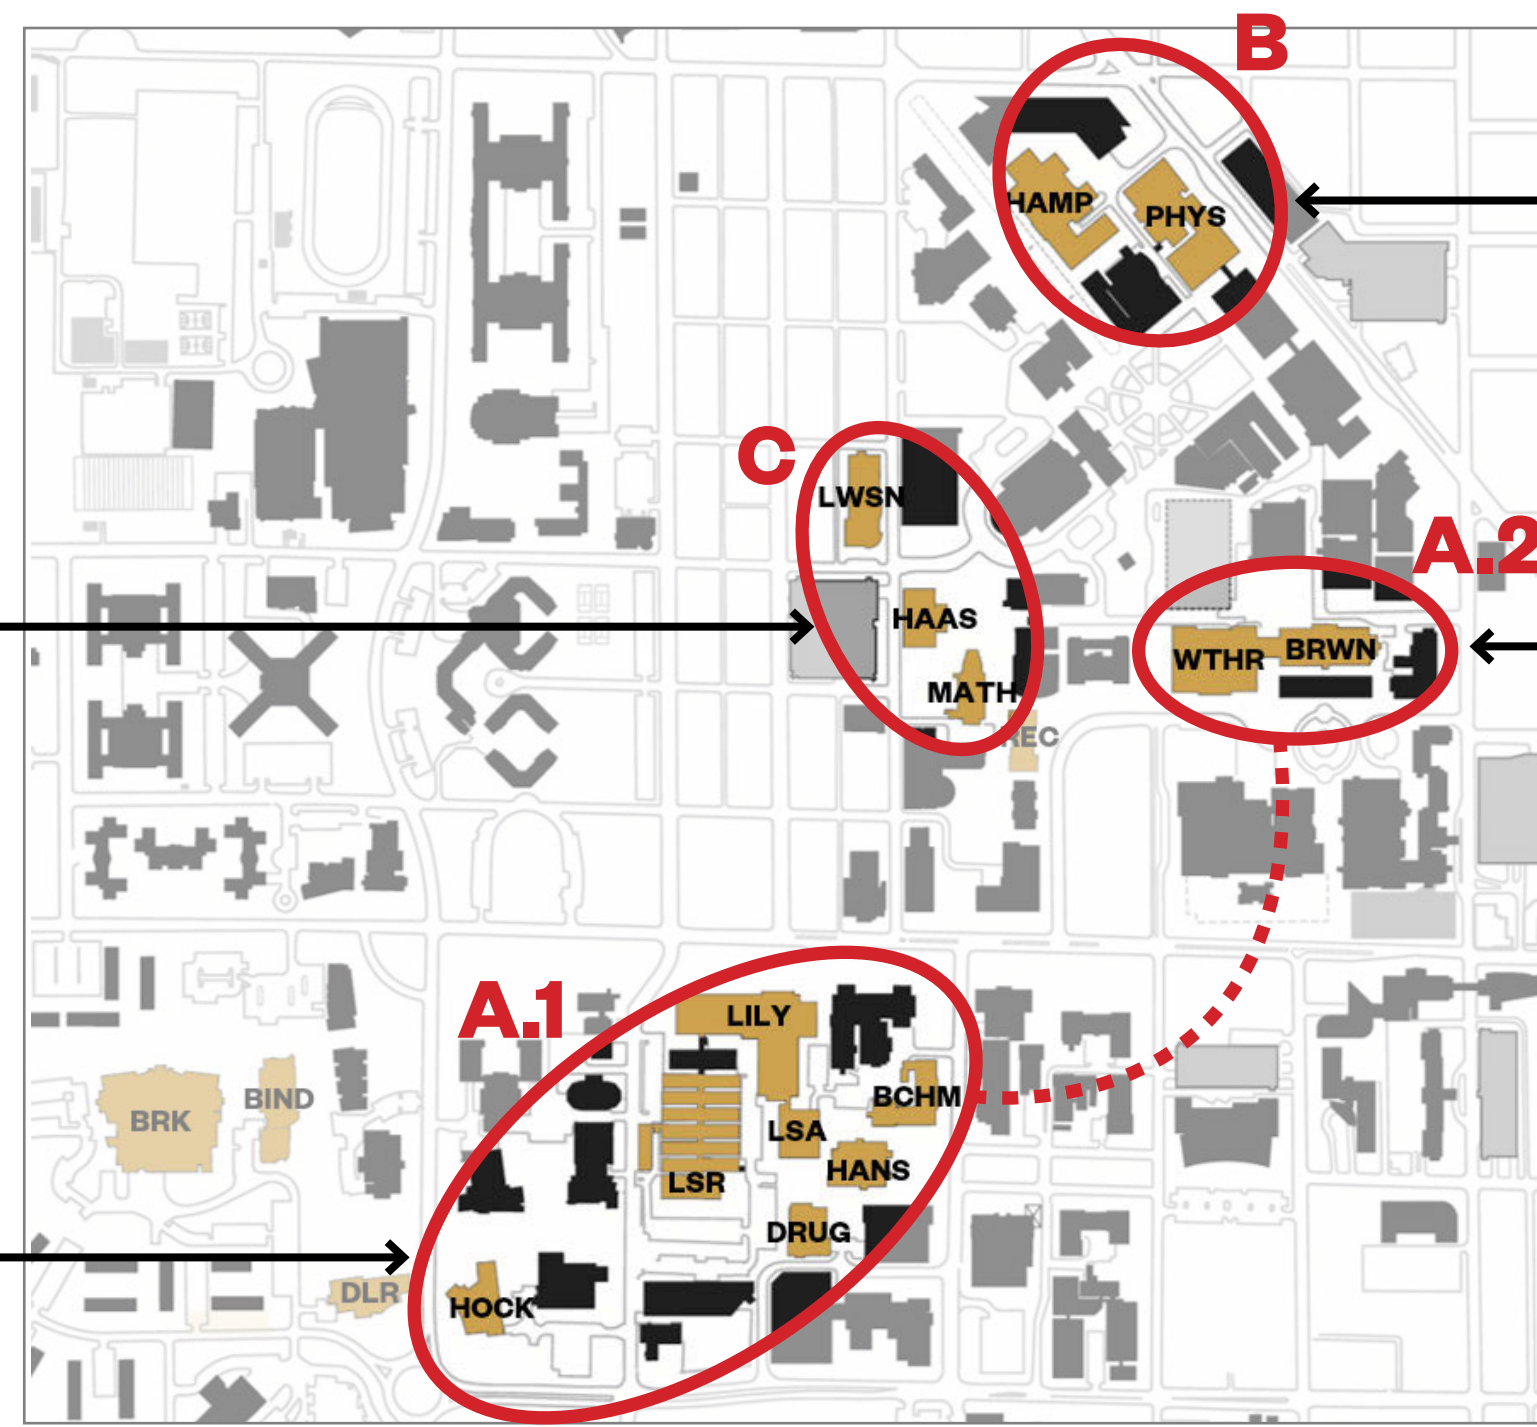 B
HAMP
PHYS
C
LWSN
A.2
HAAS
WTHR
BRWN
MATH
REC
A.1
LILY
BRK
BIND
BCHM
LSA
HANS
LSR
DRUG
DLR
HOCK